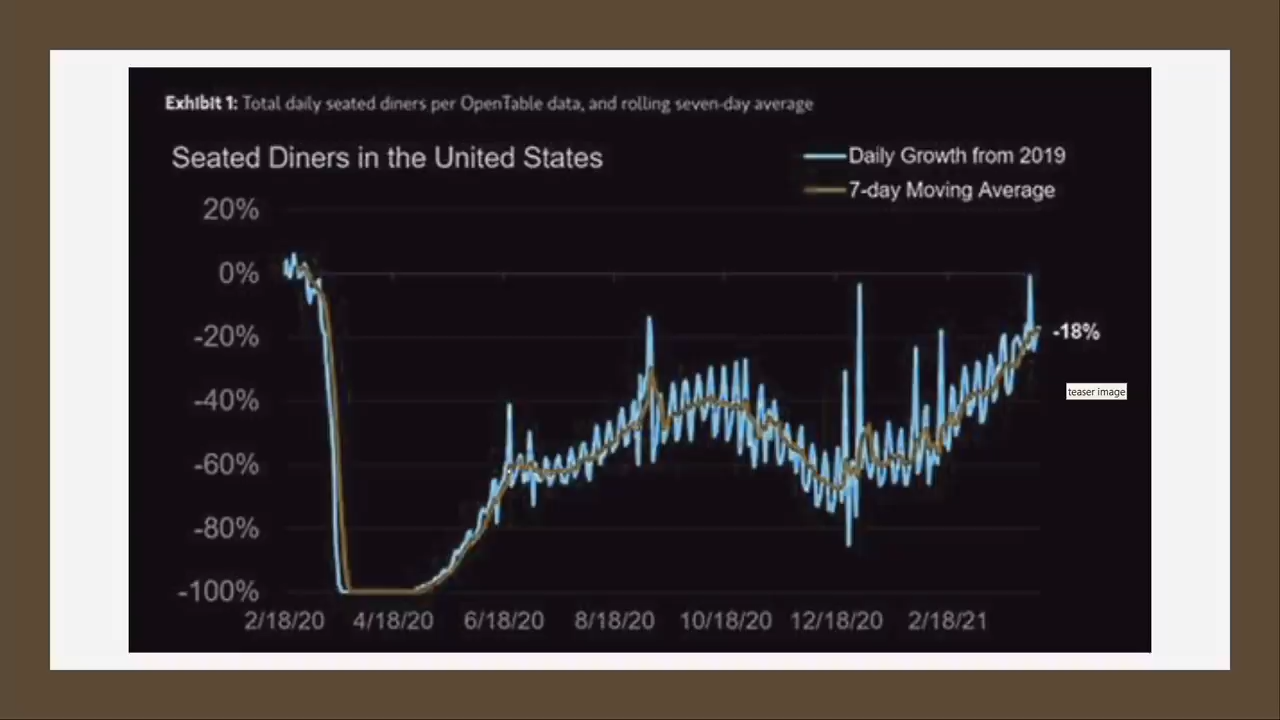 Exhibit 1: Total daily seated diners per OpenTable data, and rolling seven-day average
Seated Diners in the United States
Daily Growth from 2019
7-day Moving Average
20%
0%
-20%
-40%
-60%
-80%
-100%
-18%
teaser image
2/18/20 4/18/20 6/18/20 8/18/20 10/18/20 12/18/20 2/18/21